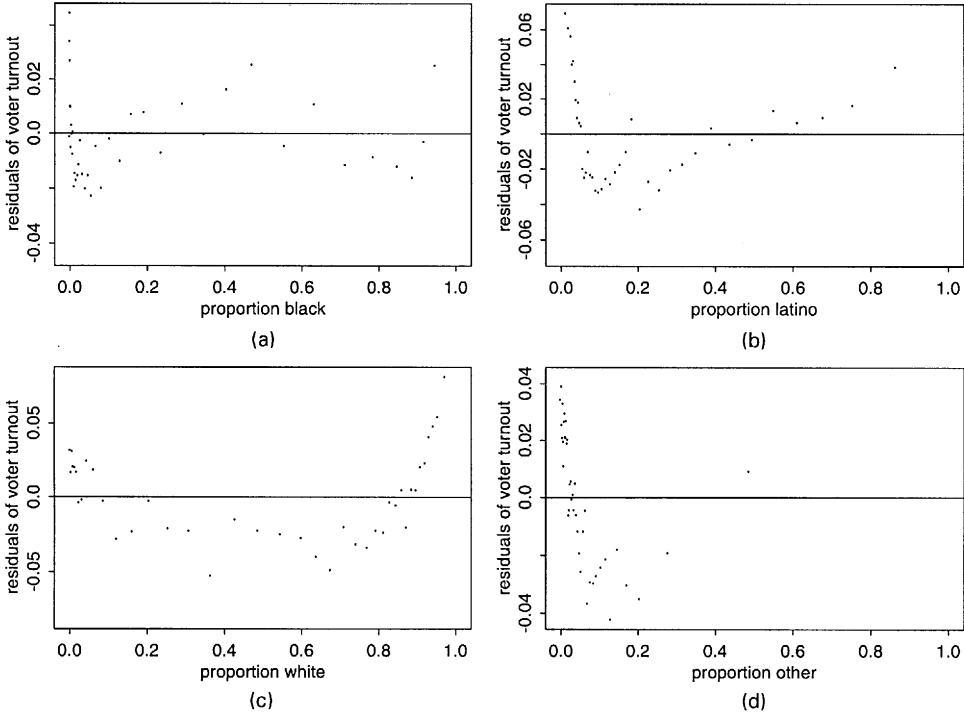 residuals of voter turnout
0.02
0.0
-0.04
0.0 0.2 0.4 0.6 0.8 1.0
proportion black
(a)
residuals of voter turnout
0.06
0.02
-0.02
-0.06
0.0 0.2 0.4 0.6 0.8 1.0
proportion latino
(b)
residuals of voter turnout
0.05
0.0
-0.05
0.0 0.2 0.4 0.6 0.8 1.0
proportion white
(c)
residuals of voter turnout
0.04
0.02
0.0
-0.04
0.0 0.2 0.4 0.6 0.8 1.0
proportion other
(d)